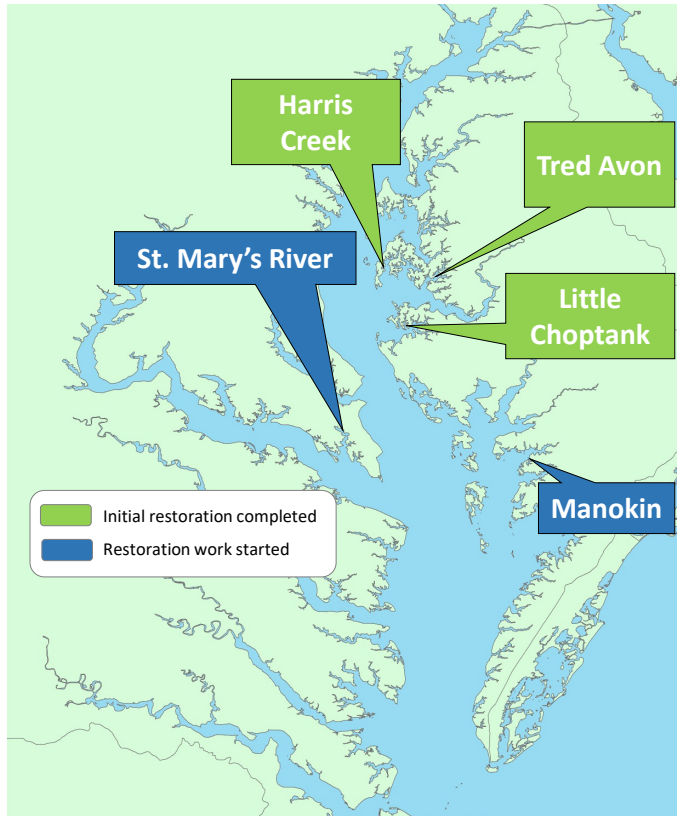 Harris
Creek
Tred Avon
St. Mary's River
Little
Choptank
Manokin
Initial restoration completed
Restoration work started